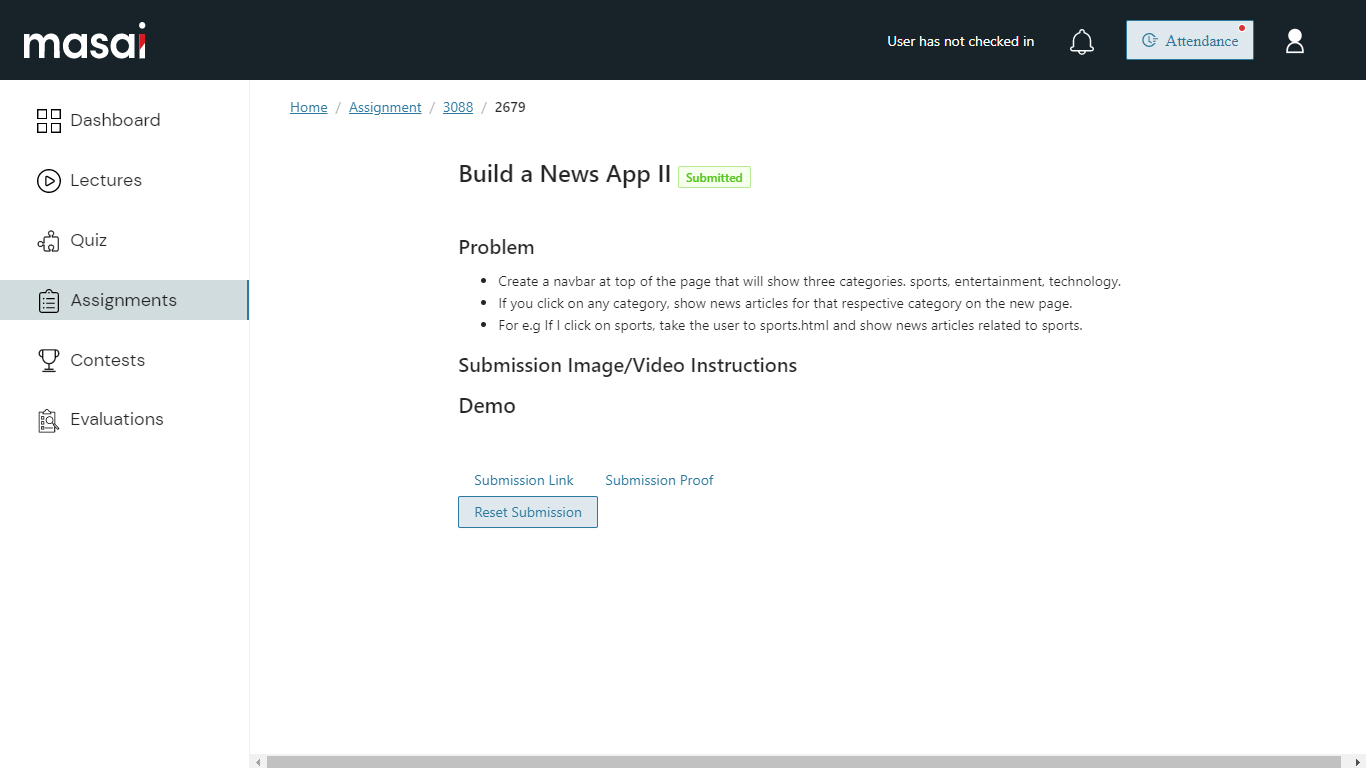 masai
User has not checked in
Attendance
Dashboard
Lectures
Quiz
Assignments
Contests
Evaluations
Home / Assignment / 3088 / 2679
Build a News App II Submitted
Problem
• Create a navbar at top of the page that will show three categories. sports, entertainment, technology.
• If you click on any category, show news articles for that respective category on the new page.
• For e.g If I click on sports, take the user to sports.html and show news articles related to sports.
Submission Image/Video Instructions
Demo
Submission Link Submission Proof
Reset Submission